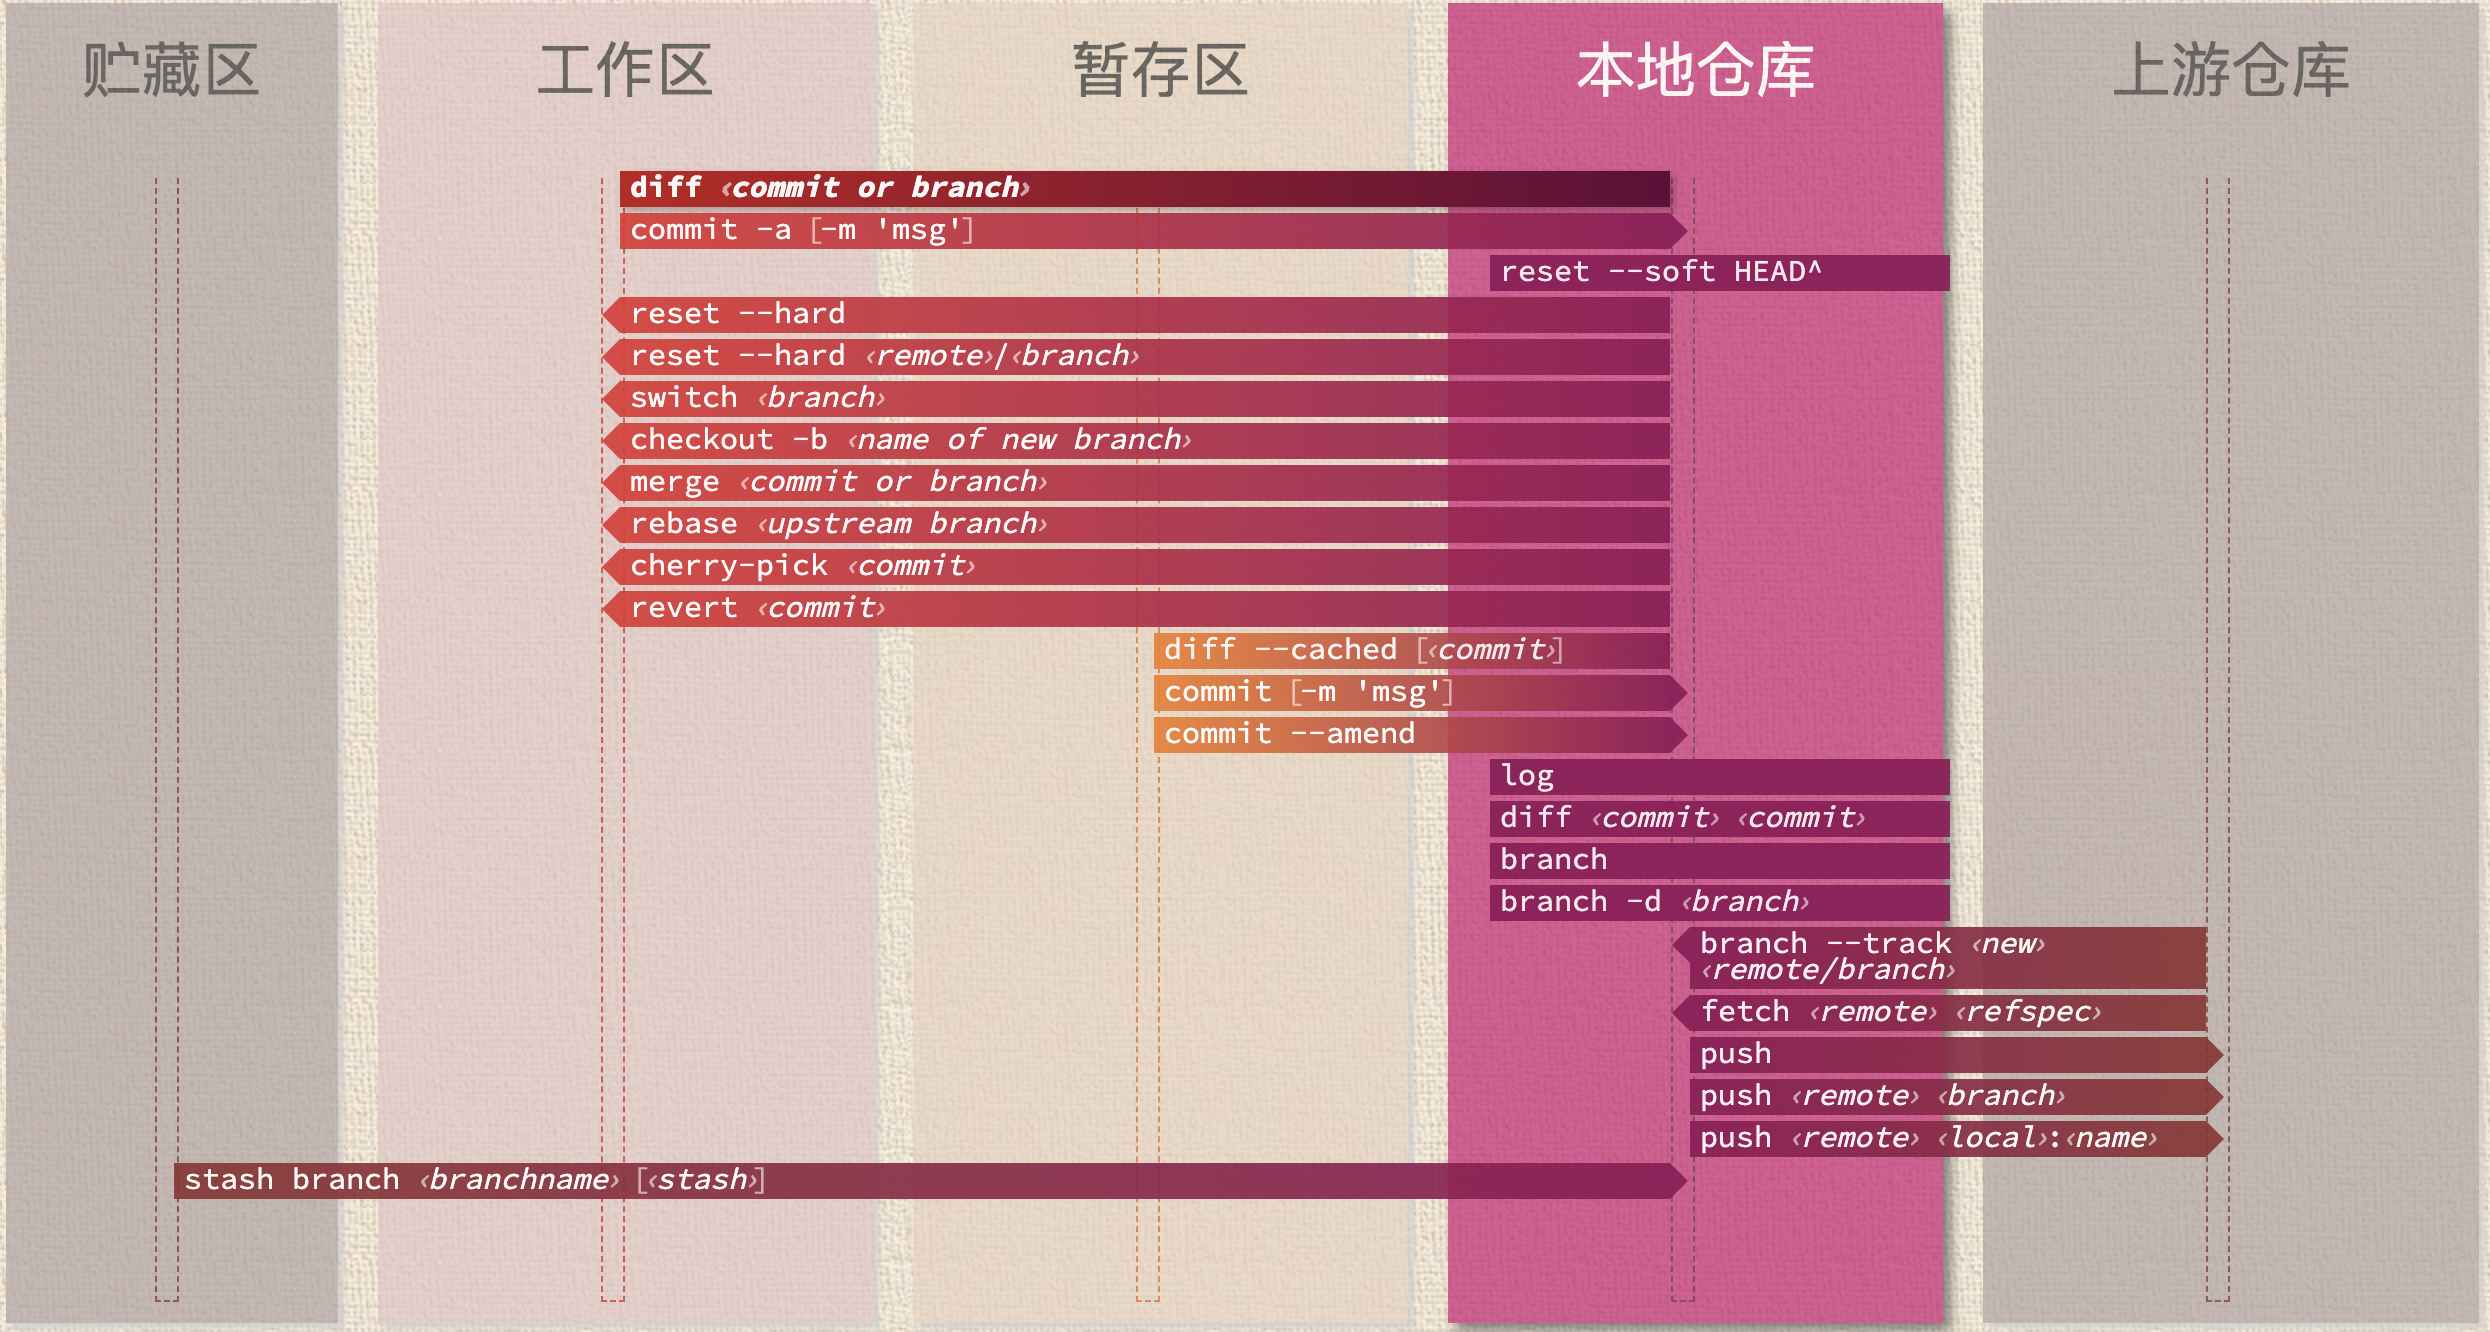 贮藏区
工作区
暂存区
本地仓库
上游仓库
diff ‹commit or branch›
commit -a [-m 'msg']
reset --soft HEAD^
reset --hard
reset --hard ‹remote›/‹branch›
switch ‹branch›
checkout -b ‹name of new branch›
merge ‹commit or branch›
rebase ‹upstream branch›
cherry-pick ‹commit›
revert ‹commit›
diff --cached [‹commit›]
commit [-m 'msg']
commit --amend
log
diff ‹commit› ‹commit›
branch
branch -d ‹branch›
branch --track ‹new›
‹remote/branch›
fetch ‹remote› ‹refspec›
push
push ‹remote› ‹branch›
push ‹remote› ‹local›:‹name›
stash branch ‹branchname› [‹stash›]